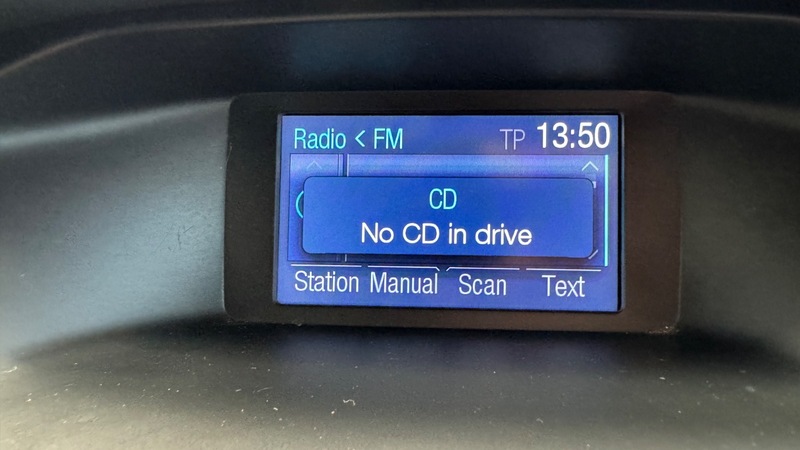 Radio < FM TP 13:50
CD
No CD in drive
Station Manual Scan Text